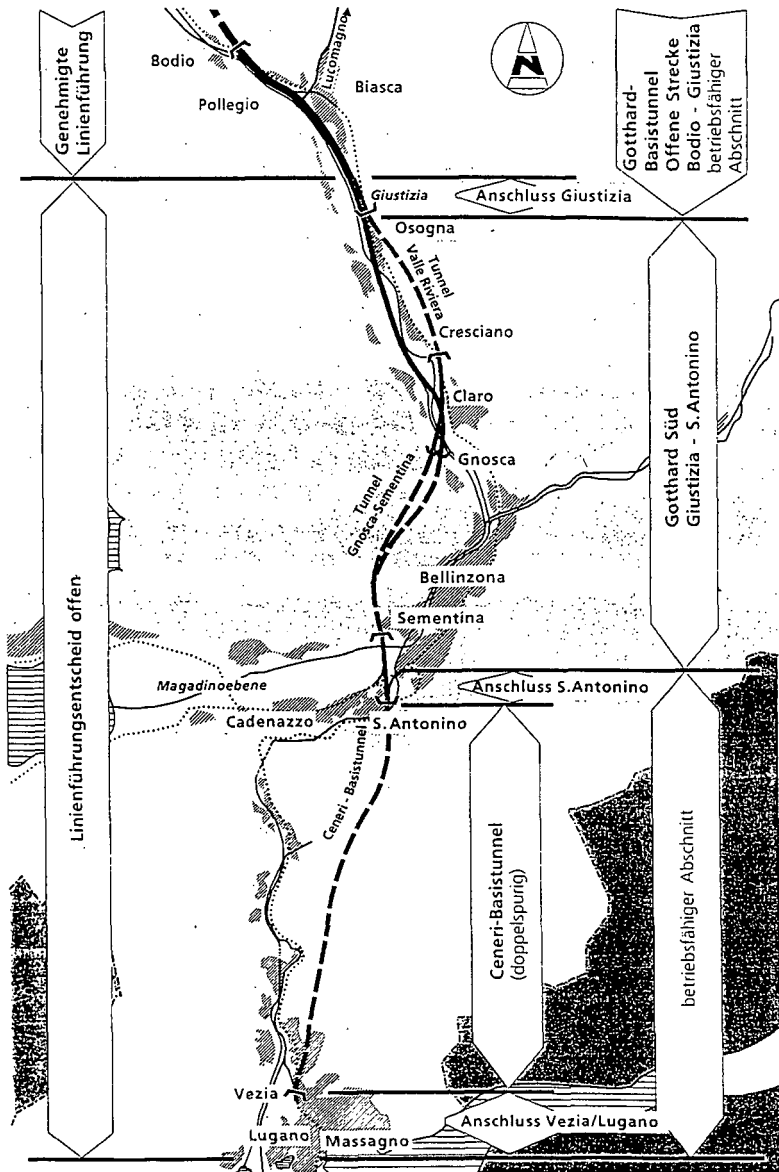 Genehmigte
Linienführung
Bodio
Pollegio
Lucomagno
Biasca
N
Gotthard-
Basistunnel
Offene Strecke
Bodio - Giustizia
betriebsfähiger
Abschnitt
Giustizia
Anschluss Giustizia
Osogna
Tunnel
Valle Riviera
Cresciano
Claro
Gnosca
Tunnel
Gnosca-Sementina
Gotthard Süd
Giustizia - S.Antonino
Bellinzona
Sementina
Linienführungsentscheid offen
Magadinoebene
Anschluss S.Antonino
Cadenazzo
S.Antonino
Ceneri - Basistunnel
Ceneri-Basistunnel
(doppelspurig)
betriebsfähiger Abschnitt
Vezia
Anschluss Vezia/Lugano
Lugano
Massagno